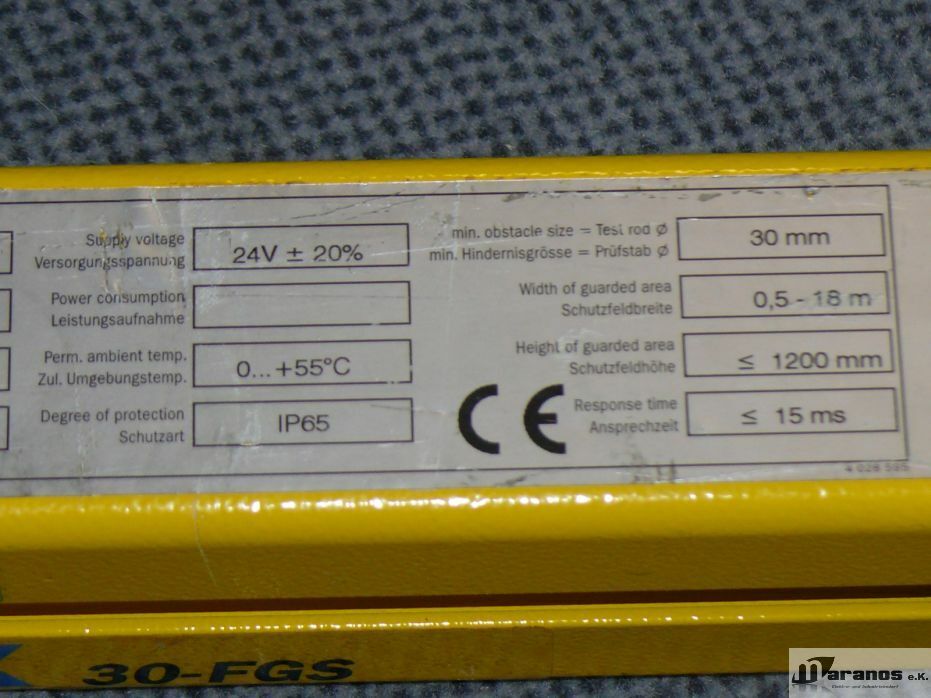 Supply voltage
Versorgungsspannung
24V ± 20%
Power consumption
Leistungsaufnahme
Perm. ambient temp.
Zul. Umgebungstemp.
0...+55°C
Degree of protection
Schutzart
IP65
min. obstacle size = Test rod Ø
min. Hindernisgrösse = Prüfstab Ø
30 mm
Width of guarded area
Schutzfeldbreite
0,5 - 18 m
Height of guarded area
Schutzfeldhöhe
≤ 1200 mm
CE
Response time
Ansprechzeit
≤ 15 ms
4 028 595
30-FGS
Maranos e.K.